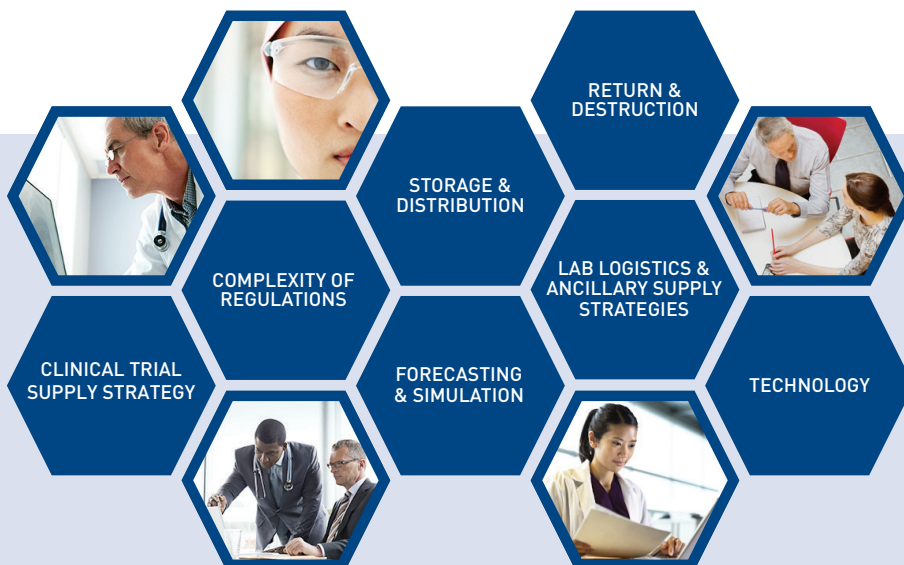 RETURN &
DESTRUCTION
STORAGE &
DISTRIBUTION
COMPLEXITY OF
REGULATIONS
LAB LOGISTICS &
ANCILLARY SUPPLY
STRATEGIES
CLINICAL TRIAL
SUPPLY STRATEGY
FORECASTING
& SIMULATION
TECHNOLOGY